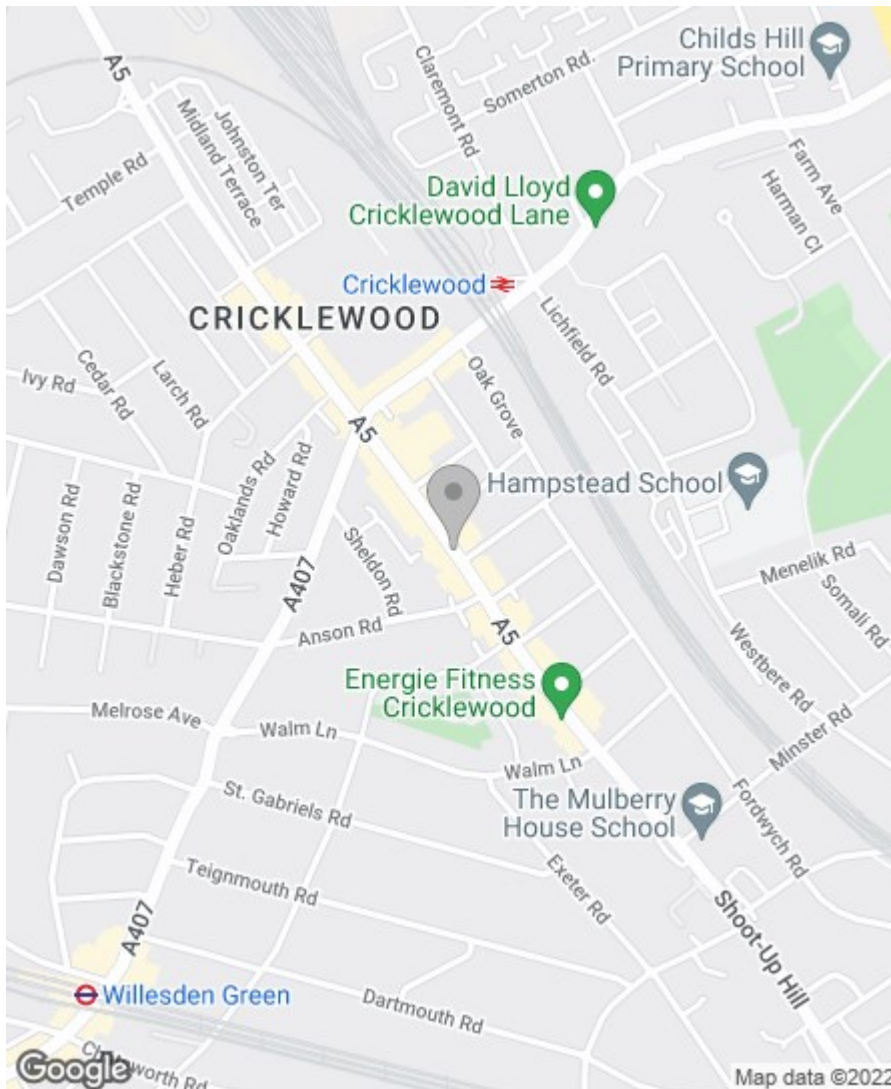 A5
Claremont Rd
Somerton Rd.
Childs Hill
Primary School
Johnston Ter
Midland Terrace
Temple Rd
Farm Ave
Harman Cl
David Lloyd
Cricklewood Lane
Cricklewood
CRICKLEWOOD
Lichfield Rd
Ivy Rd
Cedar Rd
Larch Rd
Oak Grove
A5
Hampstead School
Dawson Rd
Blackstone Rd
Heber Rd
Oaklands Rd
Howard Rd
Sheldon Rd
A407
Menelik Rd
Somali Rd
Anson Rd
A5
Westbere Rd
Energie Fitness
Cricklewood
Melrose Ave
Walm Ln
Minster Rd
Walm Ln
The Mulberry
House School
St. Gabriels Rd
Fordwych Rd
Teignmouth Rd
Exeter Rd
A407
Shoot-Up Hill
Willesden Green
Dartmouth Rd
Google
Map data ©2022